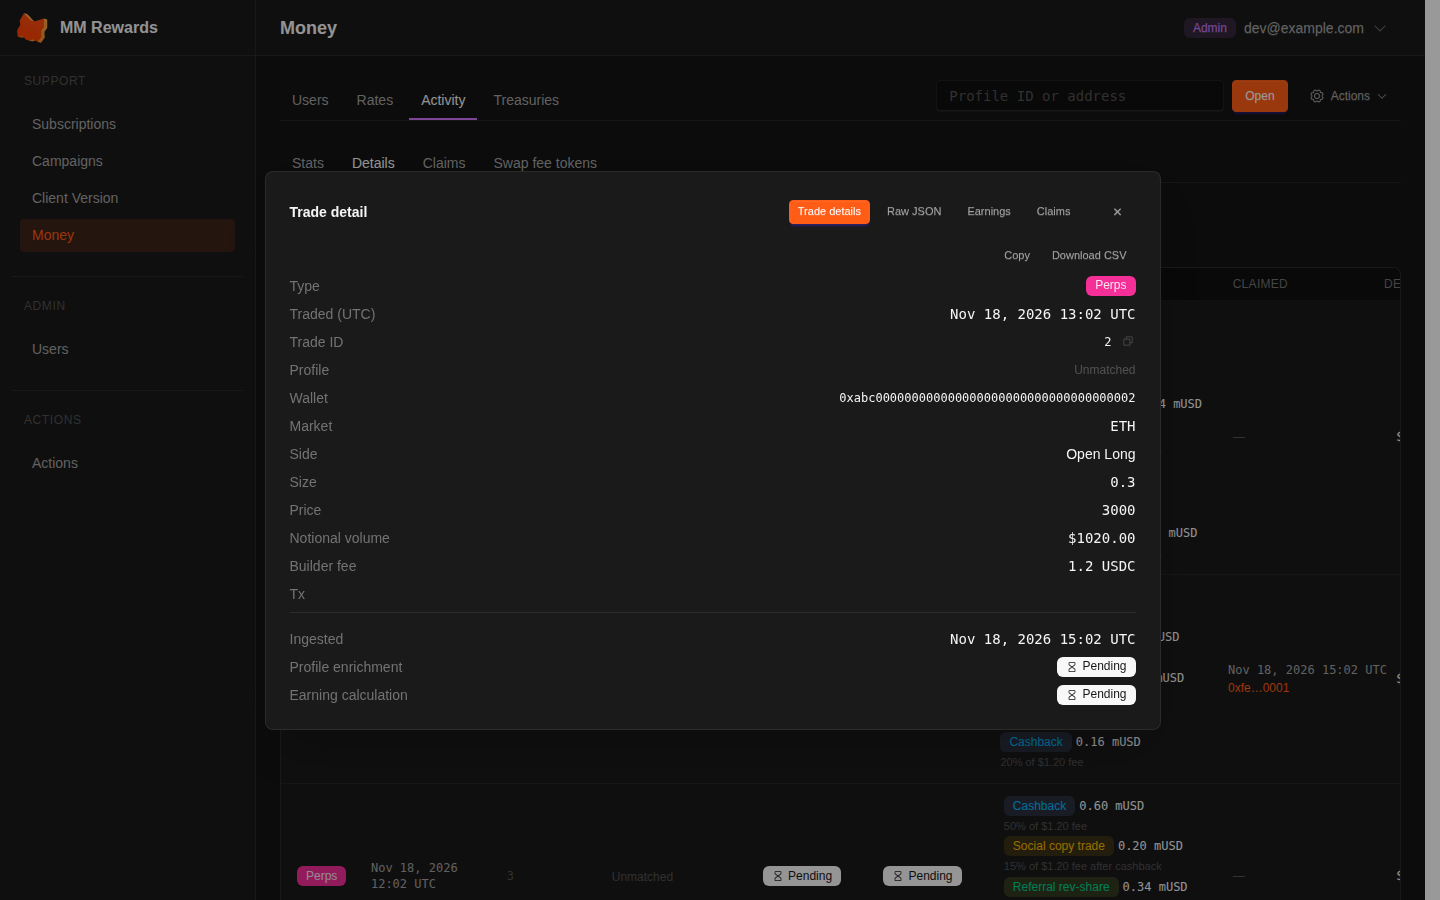 MM Rewards
Money
Admin
dev@example.com
SUPPORT
Subscriptions
Campaigns
Client Version
Money
ADMIN
Users
ACTIONS
Actions
Users
Rates
Activity
Treasuries
Profile ID or address
Open
Actions
Stats
Details
Claims
Swap fee tokens
Trade detail
Trade details
Raw JSON
Earnings
Claims
×
Copy
Download CSV
Type
Perps
Traded (UTC)
Nov 18, 2026 13:02 UTC
Trade ID
2
Profile
Unmatched
Wallet
0xabc0000000000000000000000000000000000002
Market
ETH
Side
Open Long
Size
0.3
Price
3000
Notional volume
$1020.00
Builder fee
1.2 USDC
Tx
Ingested
Nov 18, 2026 15:02 UTC
Profile enrichment
Pending
Earning calculation
Pending
CLAIMED
DE
4 mUSD
—
mUSD
USD
mUSD
Nov 18, 2026 15:02 UTC
0xfe…0001
Cashback 0.16 mUSD
20% of $1.20 fee
Perps
Nov 18, 2026
12:02 UTC
3
Unmatched
Pending
Pending
Cashback 0.60 mUSD
50% of $1.20 fee
Social copy trade 0.20 mUSD
15% of $1.20 fee after cashback
Referral rev-share 0.34 mUSD
—